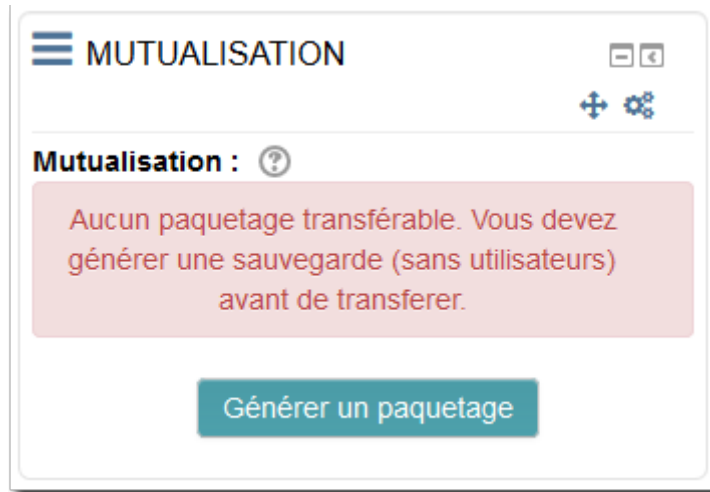 MUTUALISATION
Mutualisation :
Aucun paquetage transférable. Vous devez
générer une sauvegarde (sans utilisateurs)
avant de transferer.
Générer un paquetage